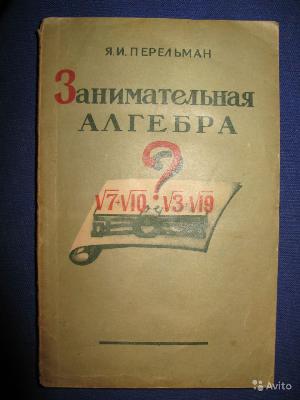 Я.И.ПЕРЕЛЬМАН
Занимательная
АЛГЕБРА
?
√7+√10 √3+√19
Avito